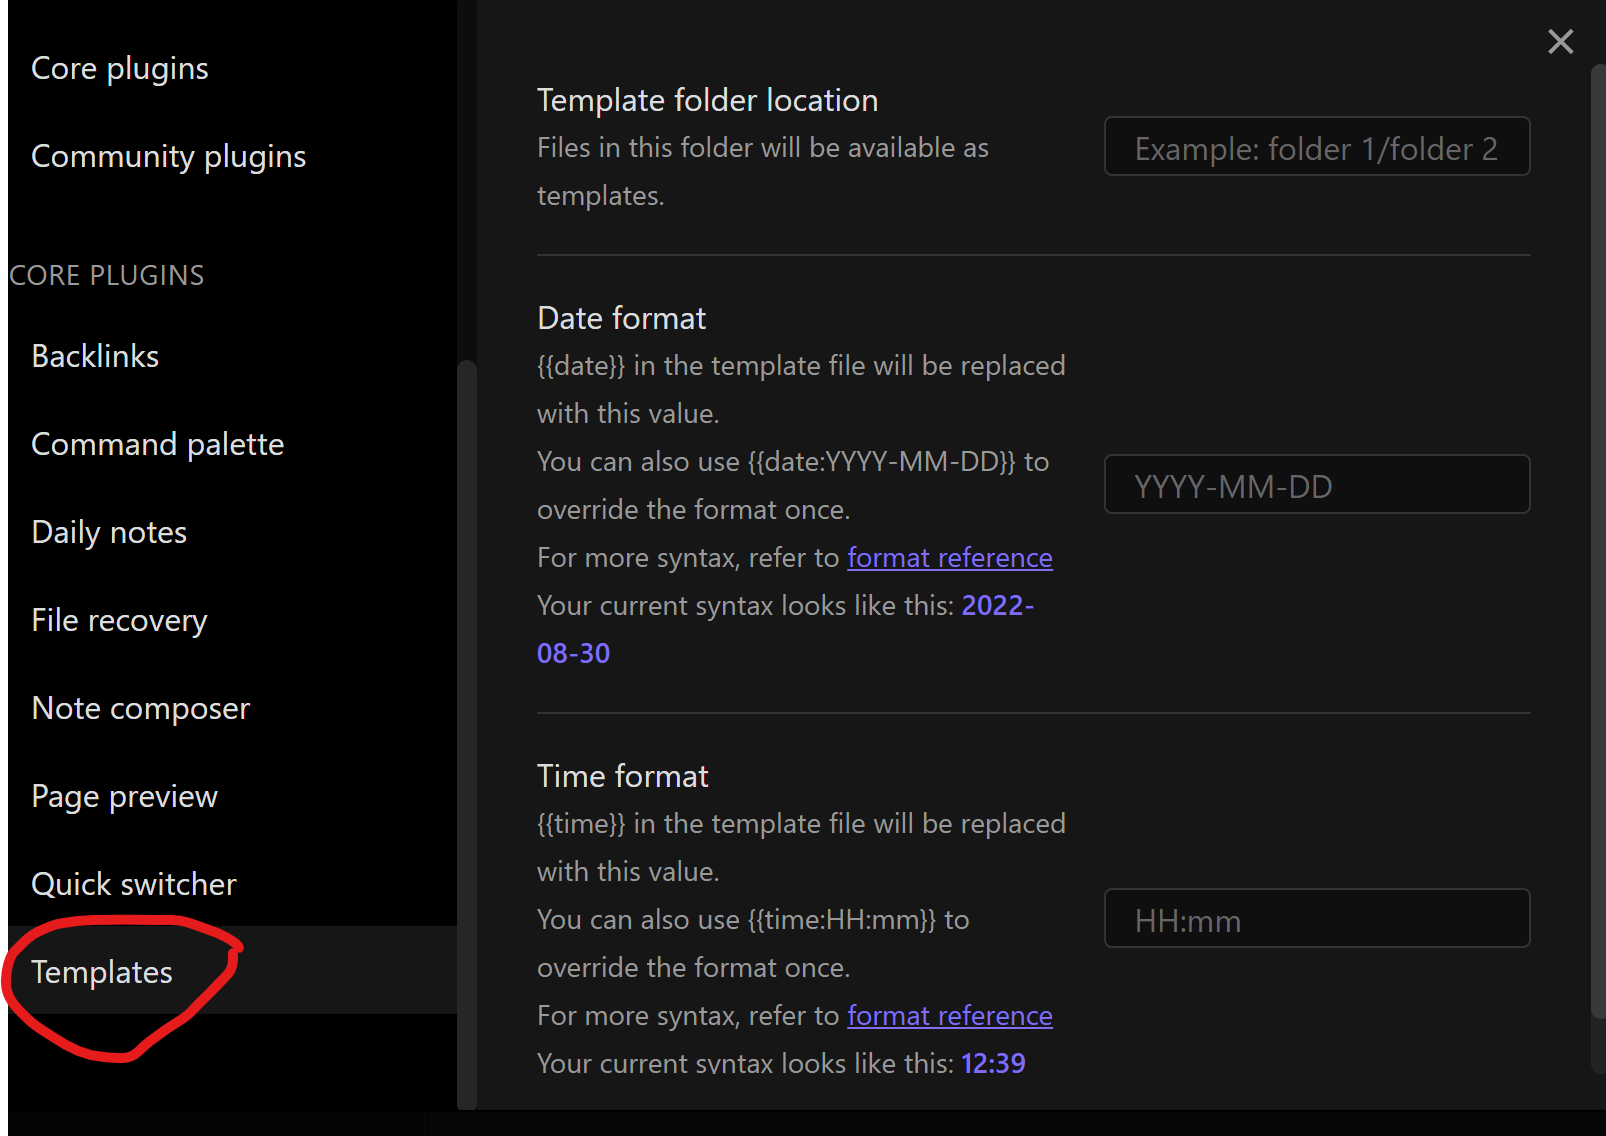 Core plugins
Community plugins
CORE PLUGINS
Backlinks
Command palette
Daily notes
File recovery
Note composer
Page preview
Quick switcher
Templates
Template folder location
Files in this folder will be available as
templates.
Example: folder 1/folder 2
Date format
{{date}} in the template file will be replaced
with this value.
You can also use {{date:YYYY-MM-DD}} to
override the format once.
For more syntax, refer to format reference
Your current syntax looks like this: 2022-
08-30
YYYY-MM-DD
Time format
{{time}} in the template file will be replaced
with this value.
You can also use {{time:HH:mm}} to
override the format once.
For more syntax, refer to format reference
Your current syntax looks like this: 12:39
HH:mm